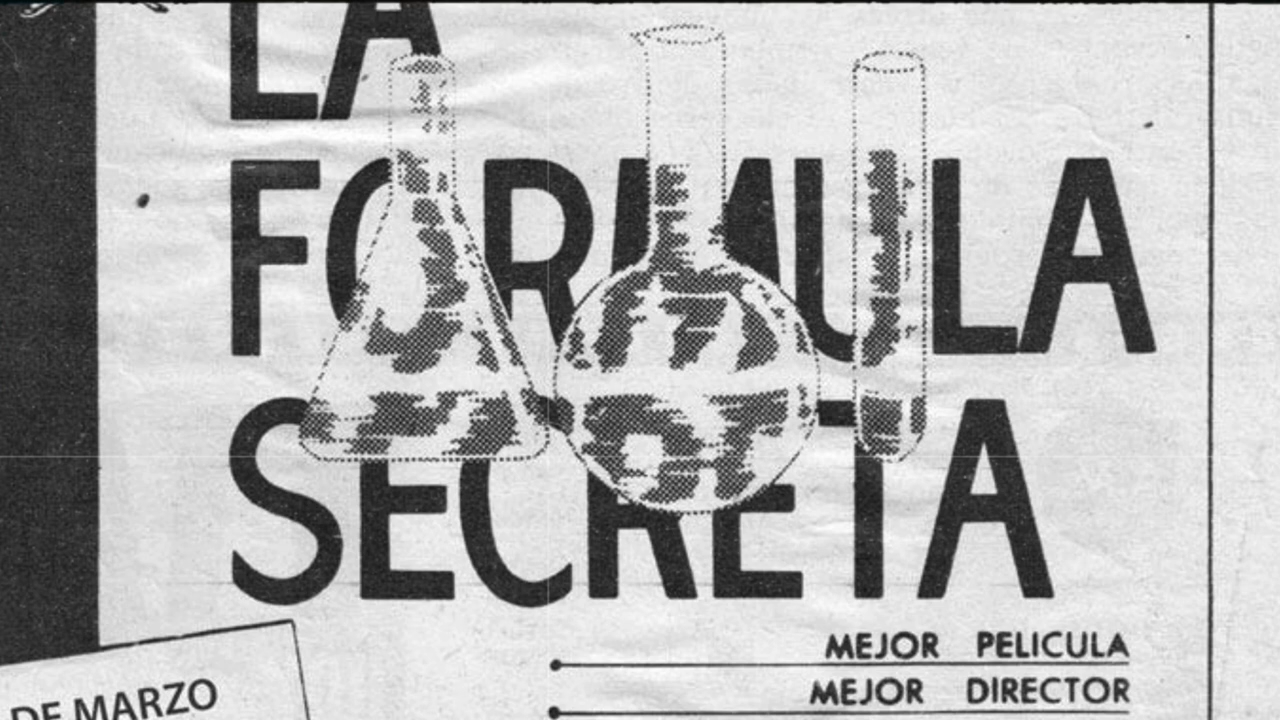 LA
FORMULA
SECRETA
MEJOR PELICULA
MEJOR DIRECTOR
DE MARZO